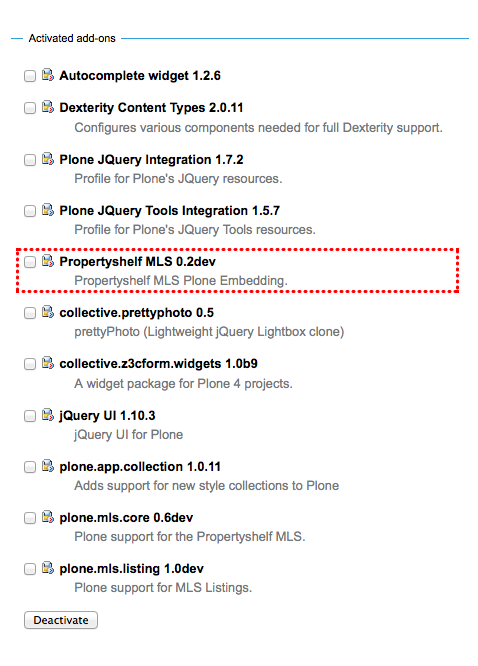 Activated add-ons
Autocomplete widget 1.2.6
Dexterity Content Types 2.0.11
Configures various components needed for full Dexterity support.
Plone JQuery Integration 1.7.2
Profile for Plone's JQuery resources.
Plone JQuery Tools Integration 1.5.7
Profile for Plone's JQuery Tools resources.
Propertyshelf MLS 0.2dev
Propertyshelf MLS Plone Embedding.
collective.prettyphoto 0.5
prettyPhoto (Lightweight jQuery Lightbox clone)
collective.z3cform.widgets 1.0b9
A widget package for Plone 4 projects.
jQuery UI 1.10.3
jQuery UI for Plone
plone.app.collection 1.0.11
Adds support for new style collections to Plone
plone.mls.core 0.6dev
Plone support for the Propertyshelf MLS.
plone.mls.listing 1.0dev
Plone support for MLS Listings.
Deactivate